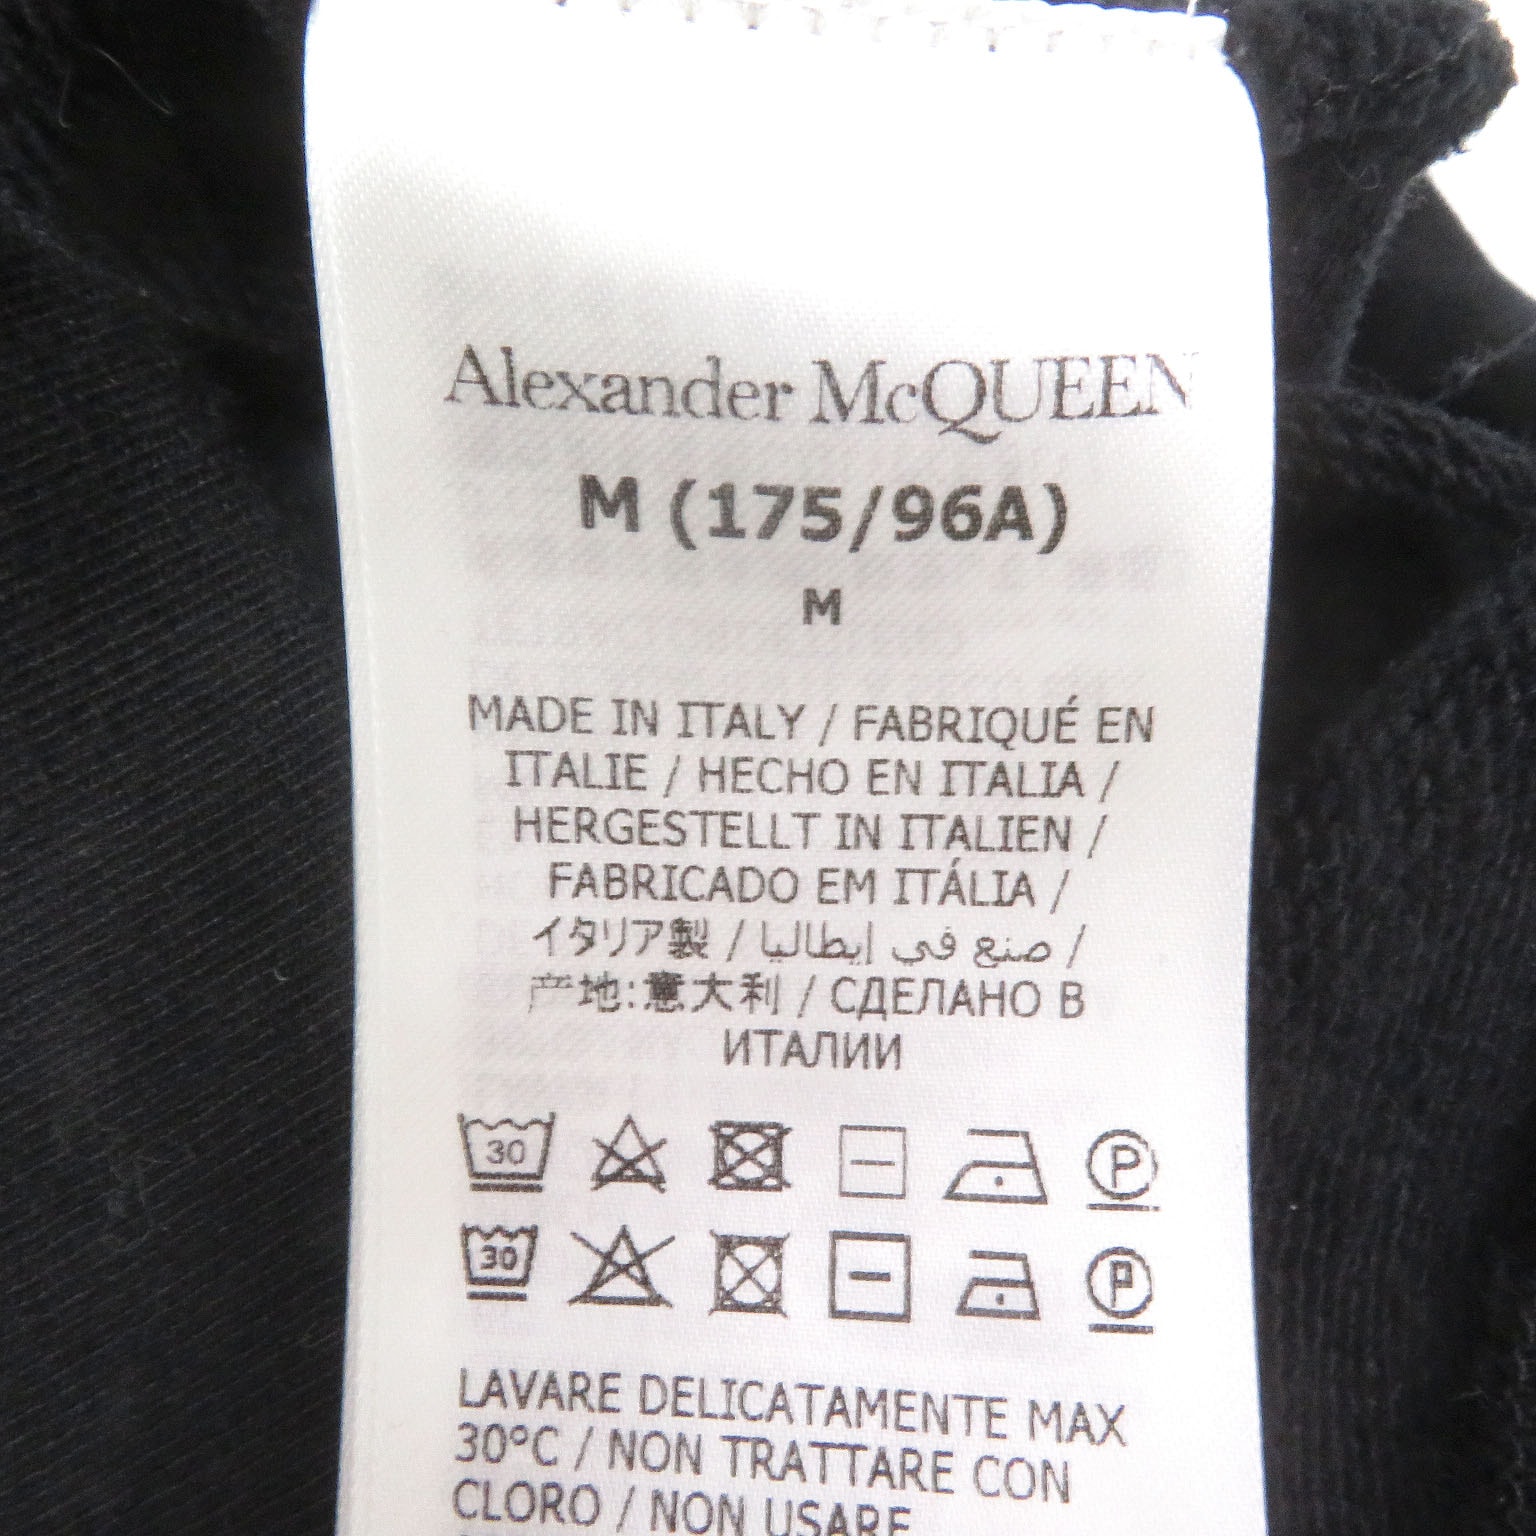 Alexander McQUEEN
M (175/96A)
M
MADE IN ITALY / FABRIQUÉ EN
ITALIE / HECHO EN ITALIA /
HERGESTELLT IN ITALIEN /
FABRICADO EM ITÁLIA /
イタリア製 / صنع في إيطاليا /
产地:意大利 / СДЕЛАНО В
ИТАЛИИ
30 P
30 P
LAVARE DELICATAMENTE MAX
30°C / NON TRATTARE CON
CLORO / NON USARE